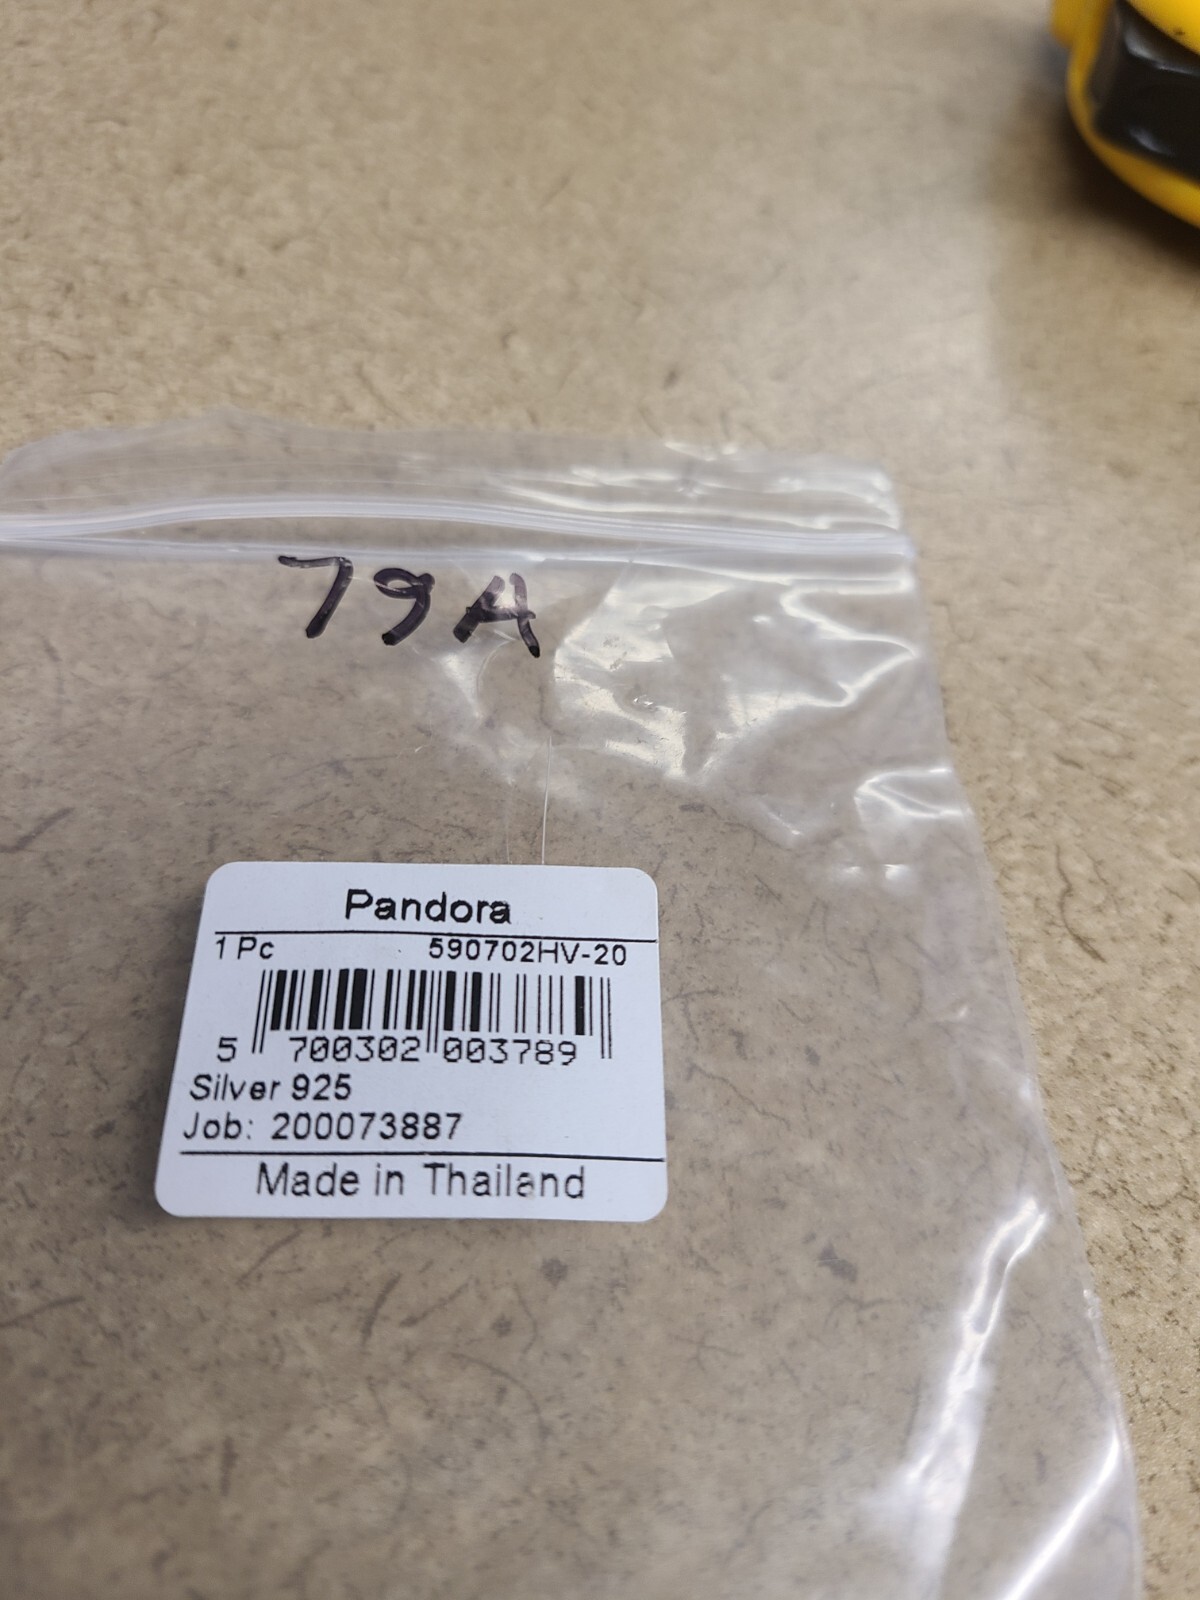 79A
Pandora
1 Pc 590702HV-20
5 700302 003789
Silver 925
Job: 200073887
Made in Thailand